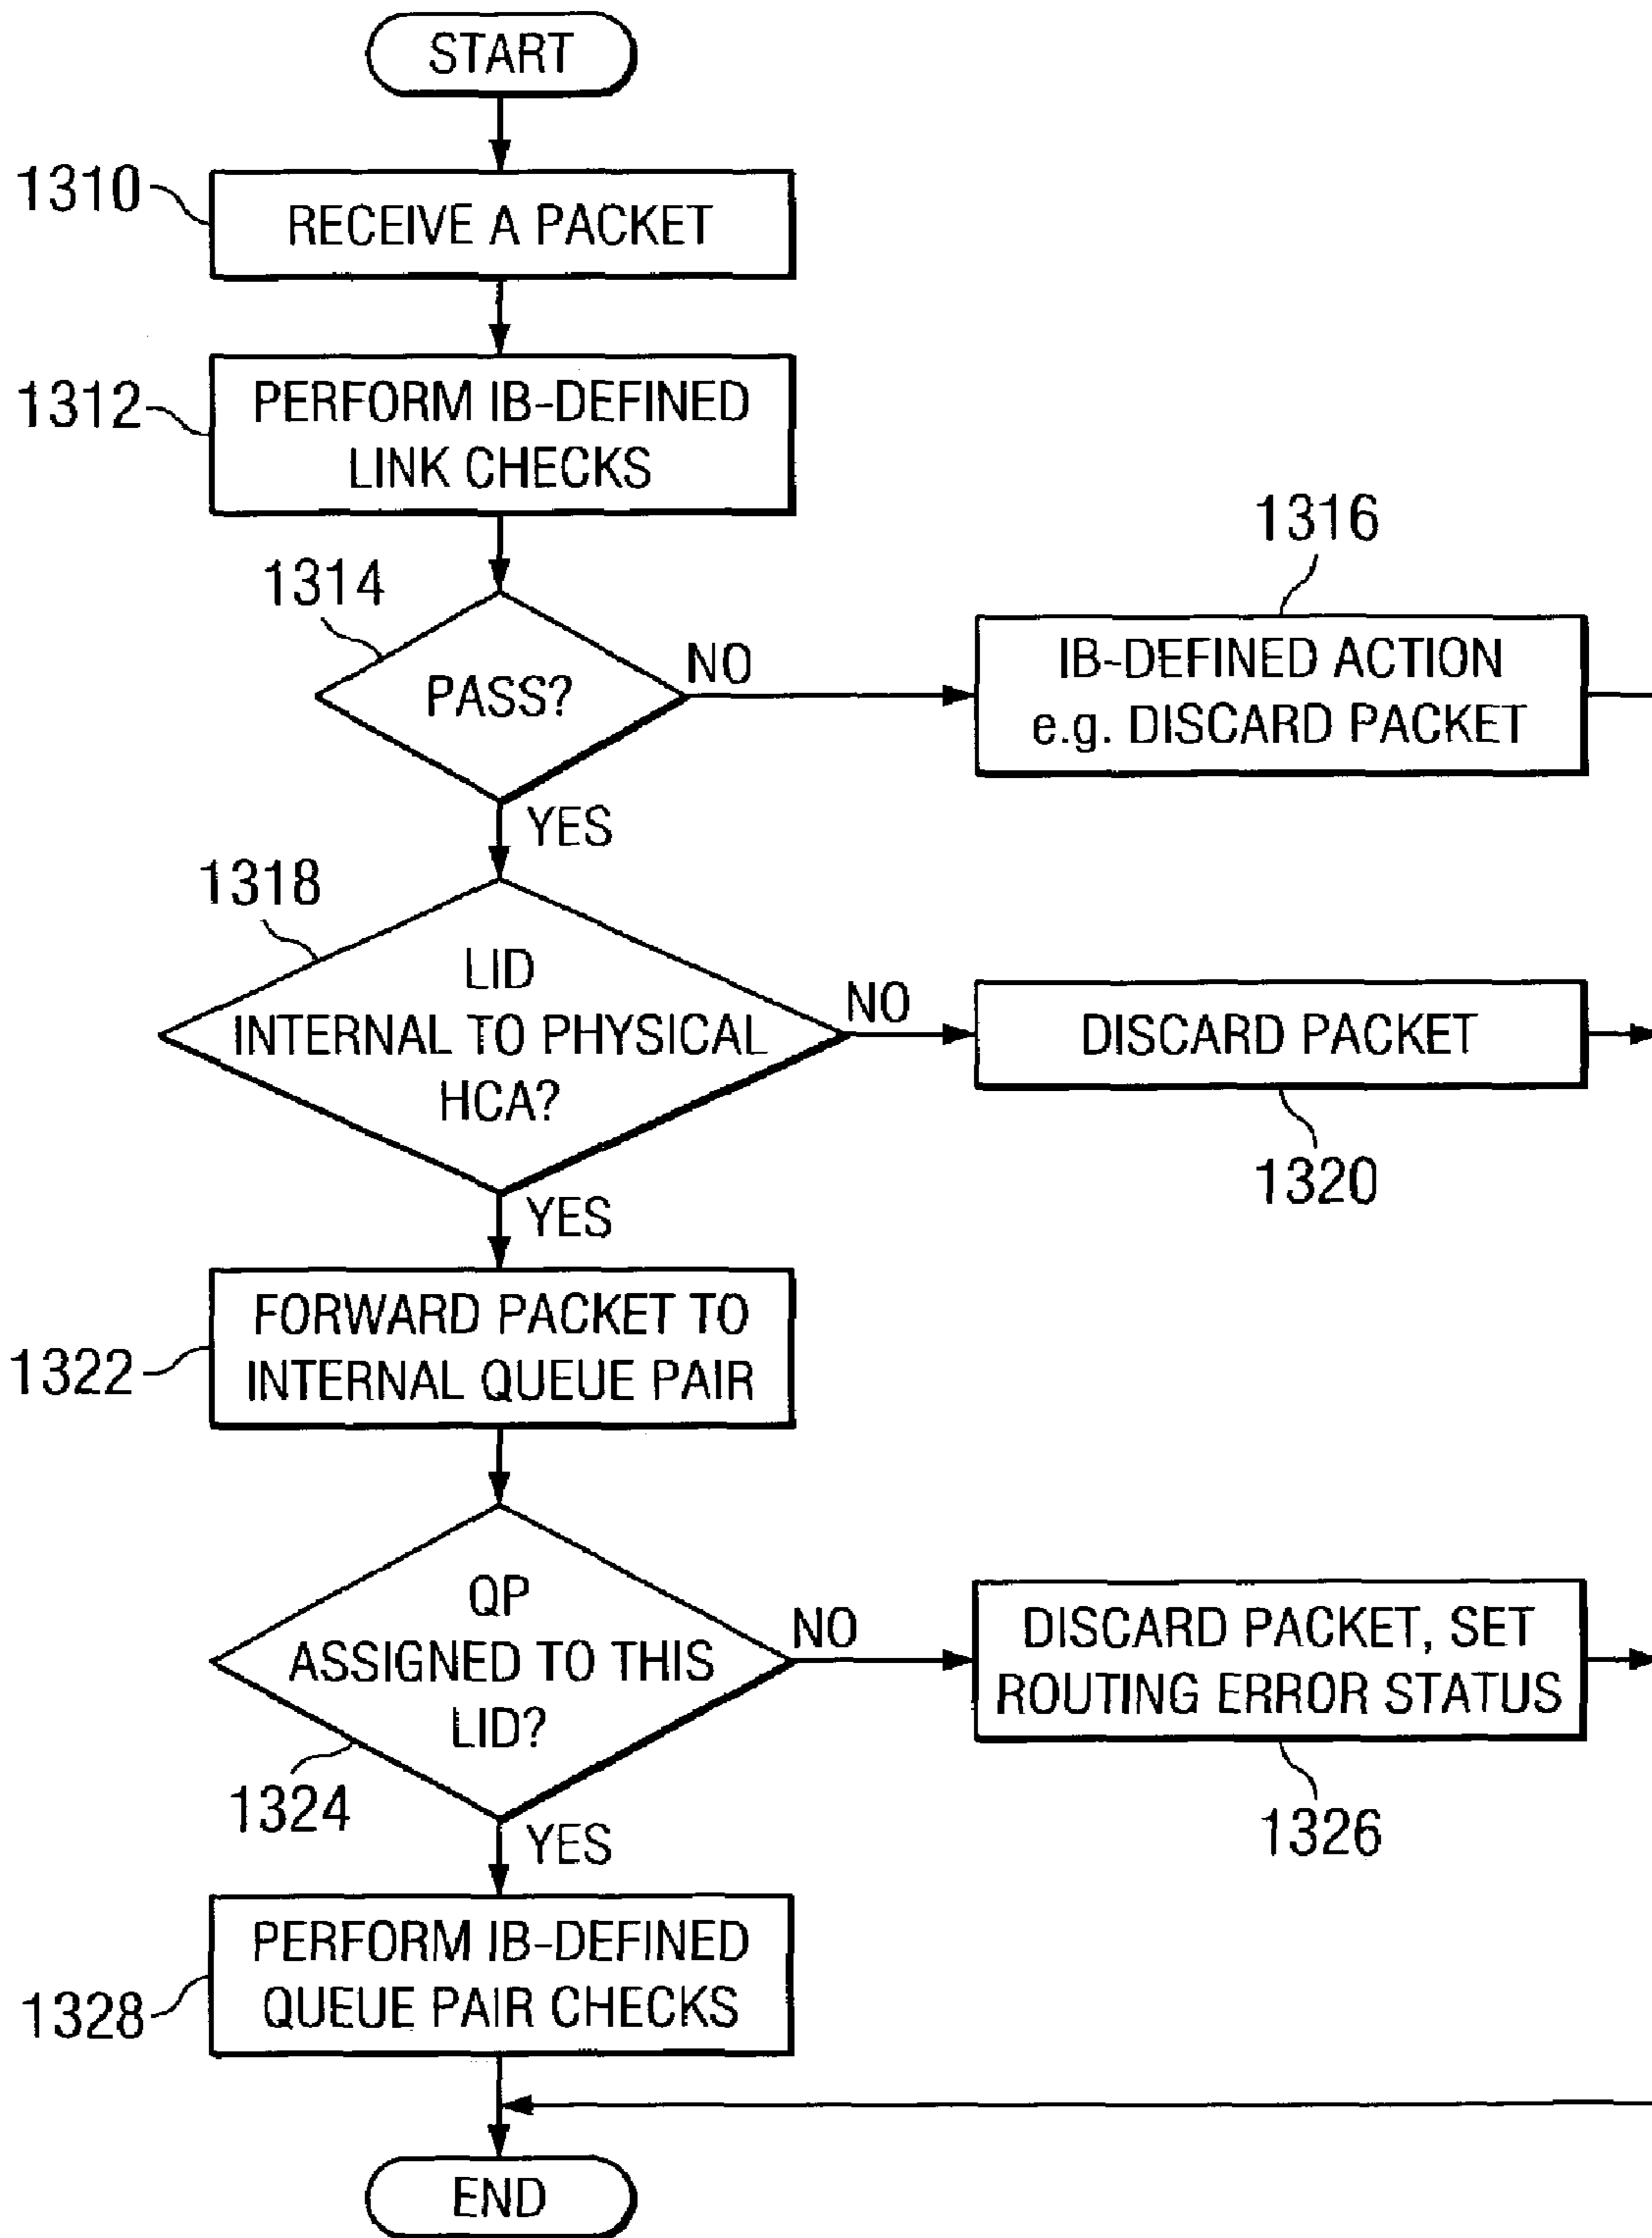 START
1310
RECEIVE A PACKET
1312
PERFORM IB-DEFINED
LINK CHECKS
1314
PASS?
NO
1316
IB-DEFINED ACTION
e.g. DISCARD PACKET
YES
1318
LID
INTERNAL TO PHYSICAL
HCA?
NO
DISCARD PACKET
1320
YES
1322
FORWARD PACKET TO
INTERNAL QUEUE PAIR
QP
ASSIGNED TO THIS
LID?
1324
NO
DISCARD PACKET, SET
ROUTING ERROR STATUS
1326
YES
1328
PERFORM IB-DEFINED
QUEUE PAIR CHECKS
END